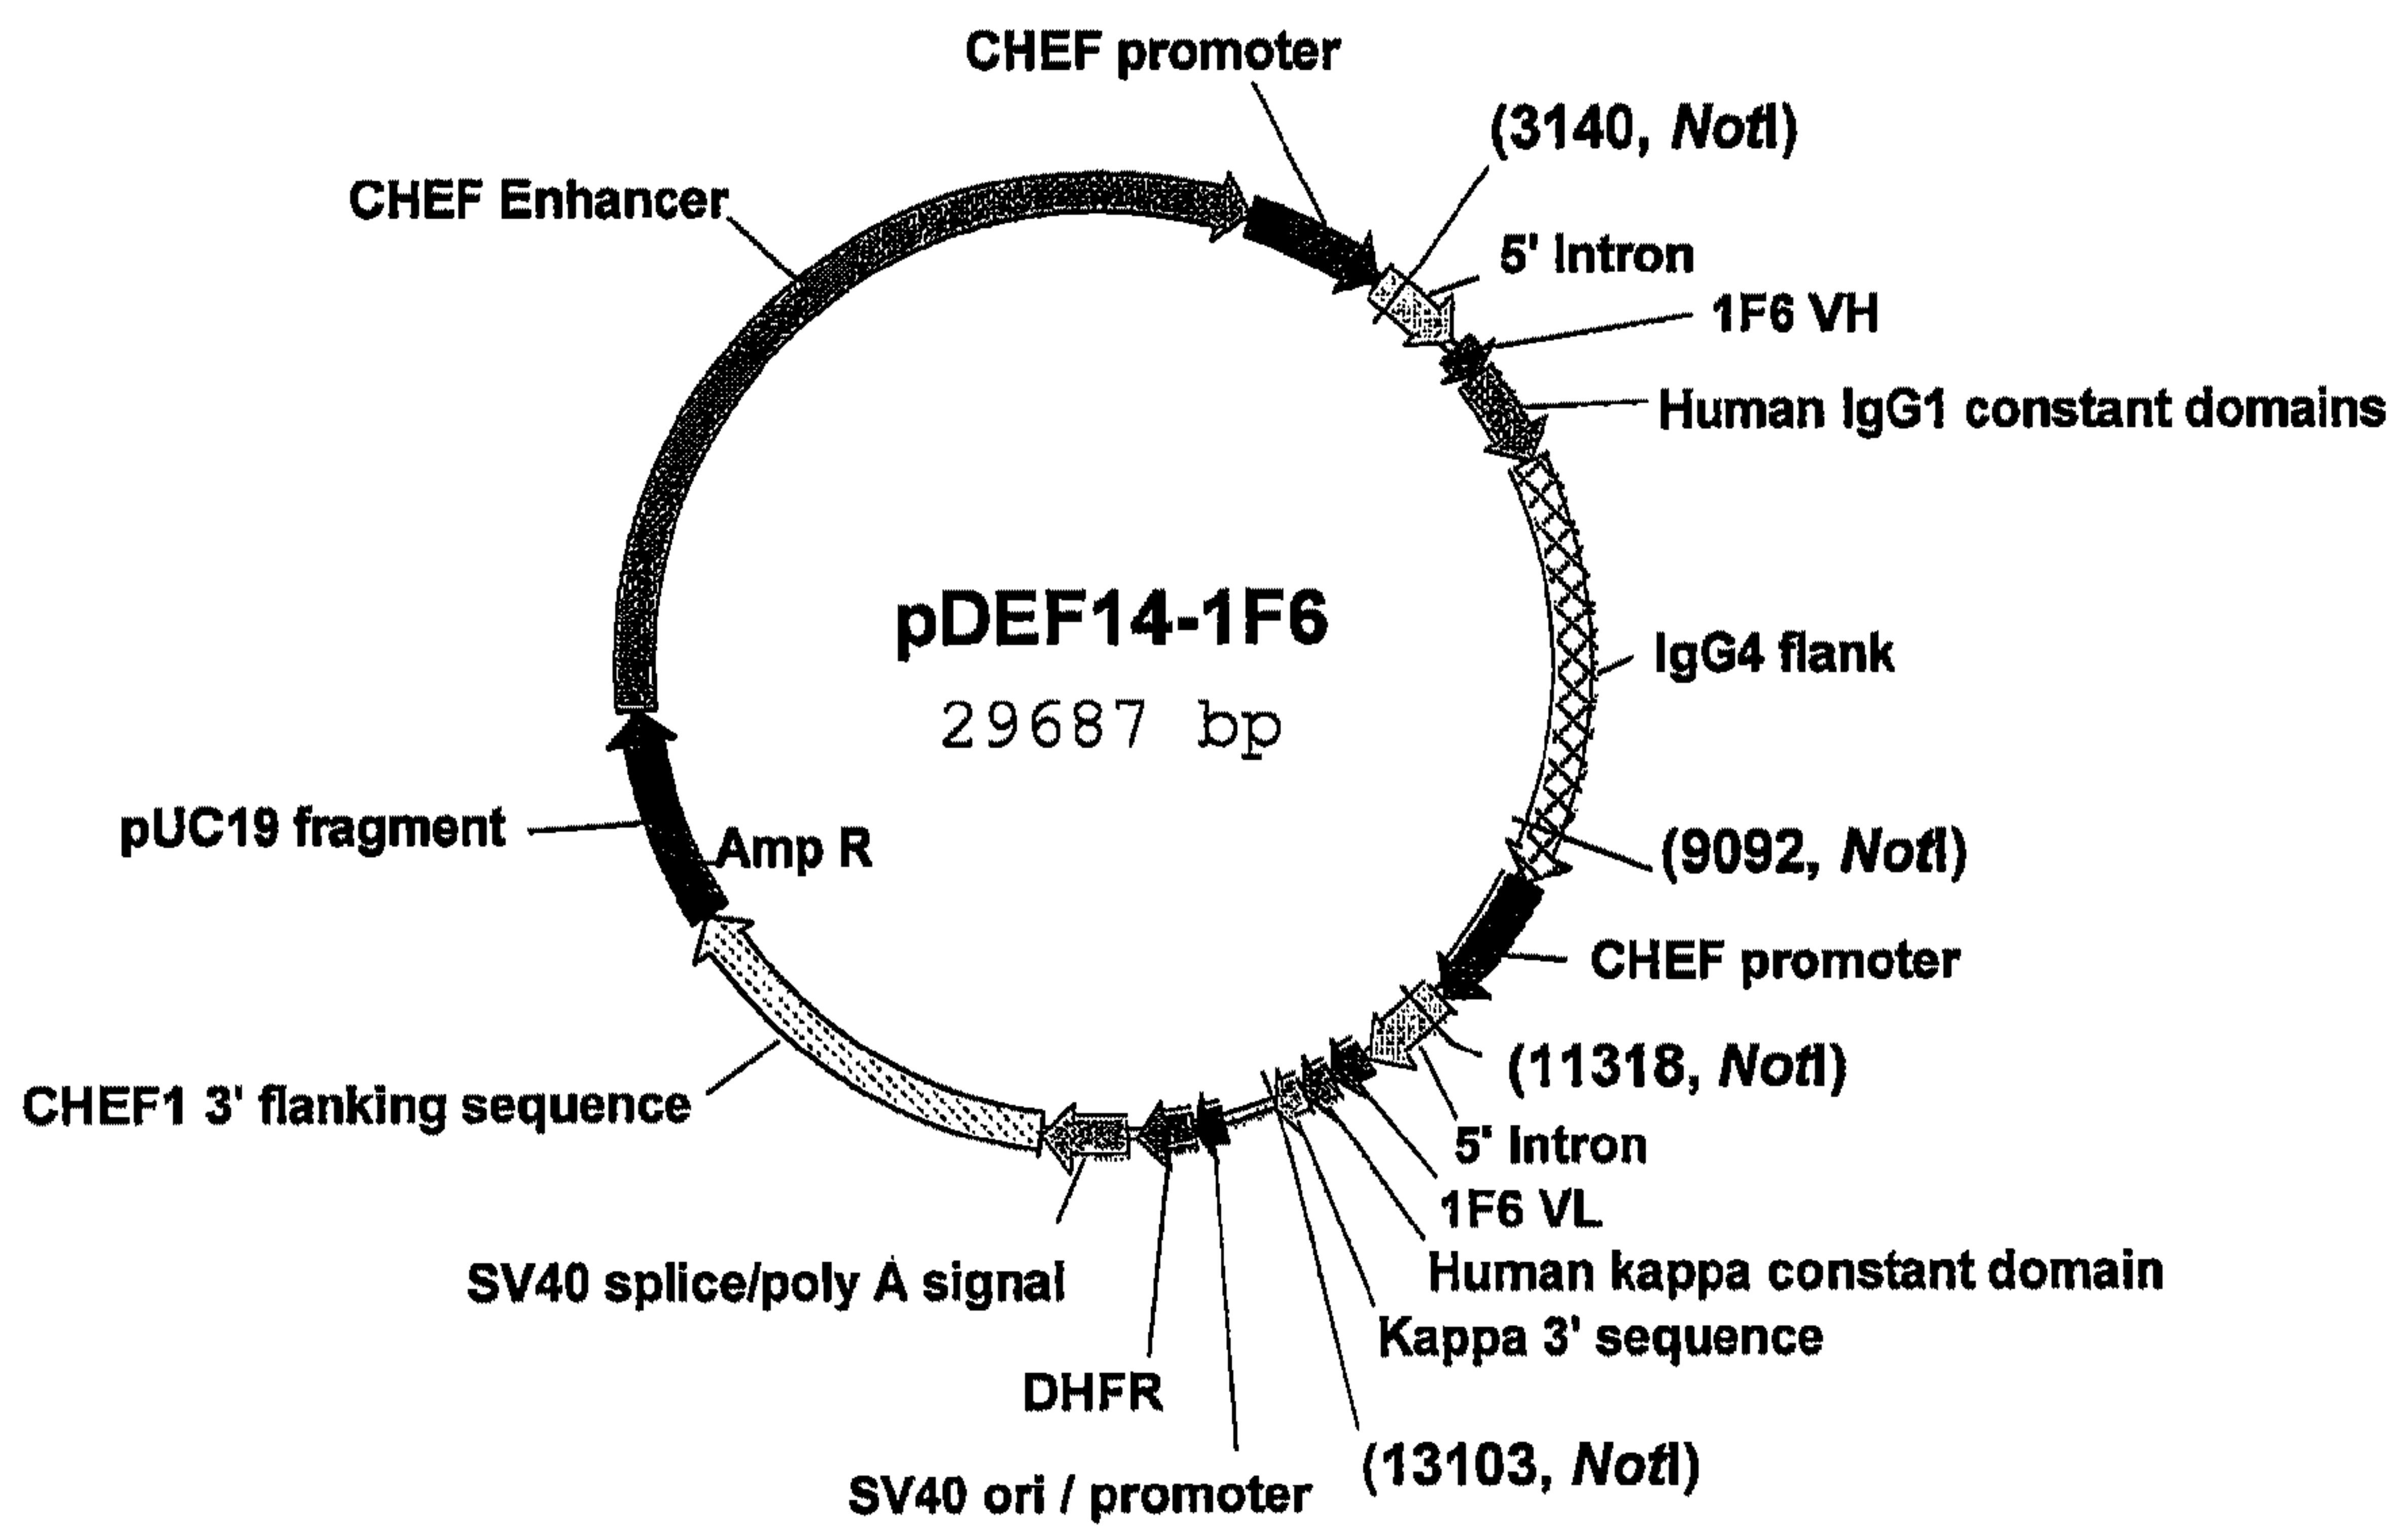 CHEF promoter
(3140, NotI)
CHEF Enhancer
5' Intron
1F6 VH
Human IgG1 constant domains
pDEF14-1F6
29687 bp
IgG4 flank
pUC19 fragment
Amp R
(9092, NotI)
CHEF promoter
(11318, NotI)
CHEF1 3' flanking sequence
5' Intron
1F6 VL
Human kappa constant domain
SV40 splice/poly A signal
Kappa 3' sequence
DHFR
(13103, NotI)
SV40 ori / promoter